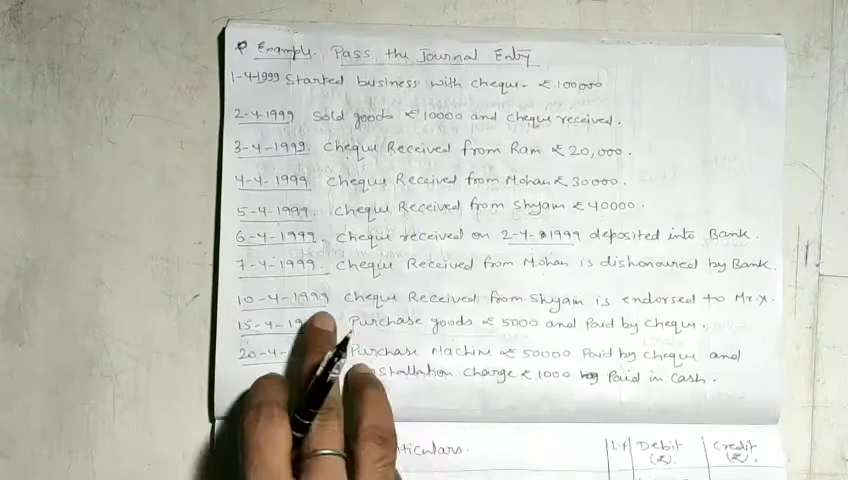 Example. Pass the Journal Entry
1-4-1999 Started business with cheque- ₹100000
2-4-1999 Sold goods ₹10000 and cheque received.
3-4-1999. Cheque Received from Ram ₹20,000.
4-4-1999 Cheque Received from Mohan ₹30000.
5-4-1999. Cheque Received from Shyam ₹40000.
6-4-1999. Cheque received on 2-4-1999 deposited into Bank.
7-4-1999. Cheque Received from Mohan is dishonoured by Bank.
10-4-1999 Cheque Received from Shyam is endorsed to Mr.X.
15-4-19 Purchase goods ₹5000 and Paid by cheque.
20-4- Purchase Machine ₹50000 Paid by cheque and
charge ₹1000 Paid in cash.
L.F Debit (₹). Credit (₹).